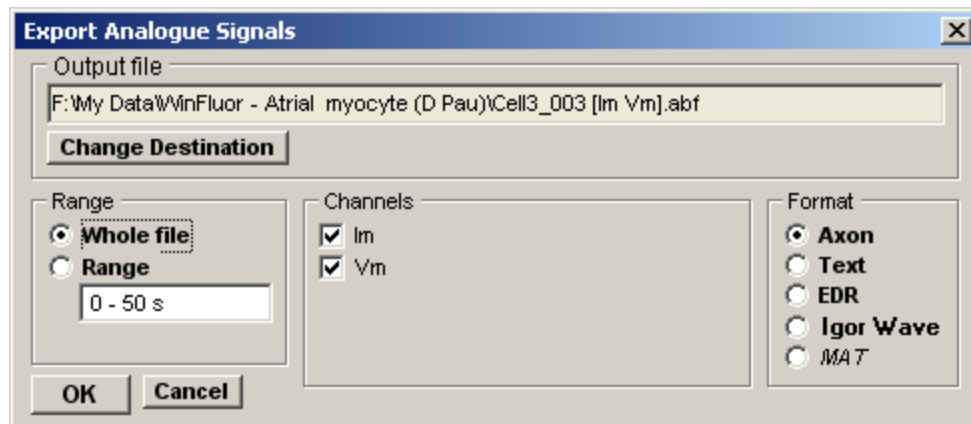 Export Analogue Signals
Output file
F:\My Data\WinFluor - Atrial  myocyte (D Pau)\Cell3_003 [Im Vm].abf
Change Destination
Range
Whole file
Range
0 - 50 s
Channels
Im
Vm
Format
Axon
Text
EDR
Igor Wave
MAT
OK
Cancel